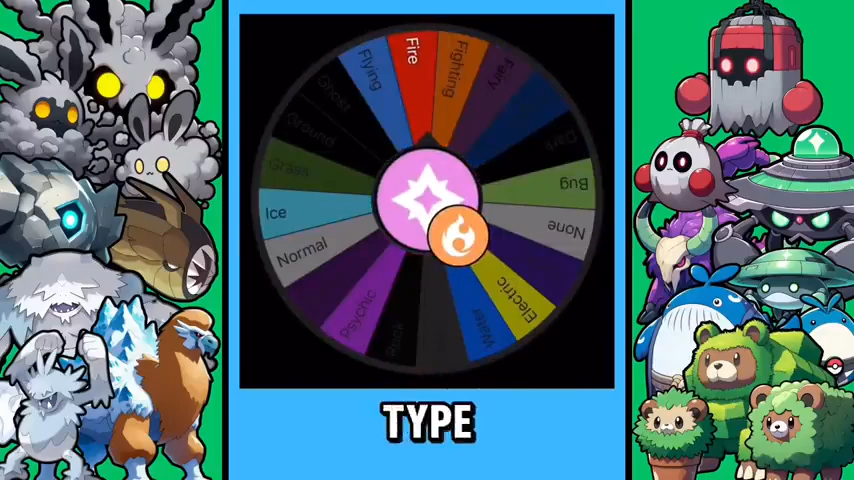 Flying
Fire
Fighting
Fairy
Ghost
Dark
Ground
Bug
Grass
Ice
None
Normal
Electric
Psychic
Water
Rock
TYPE